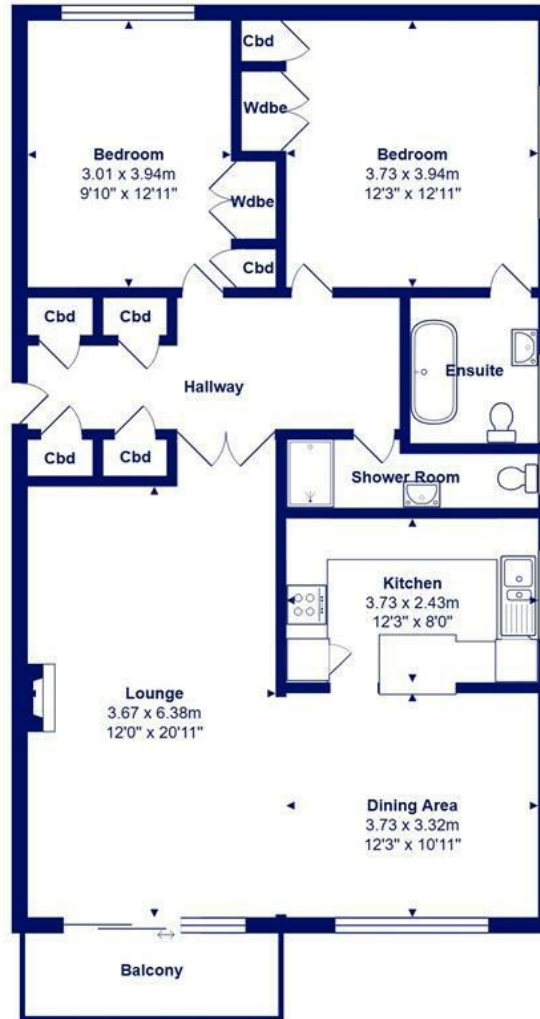 Cbd
Wdbe
Bedroom
3.01 x 3.94m
9'10" x 12'11"
Bedroom
3.73 x 3.94m
12'3" x 12'11"
Wdbe
Cbd
Cbd
Cbd
Hallway
Ensuite
Cbd
Cbd
Shower Room
Kitchen
3.73 x 2.43m
12'3" x 8'0"
Lounge
3.67 x 6.38m
12'0" x 20'11"
Dining Area
3.73 x 3.32m
12'3" x 10'11"
Balcony